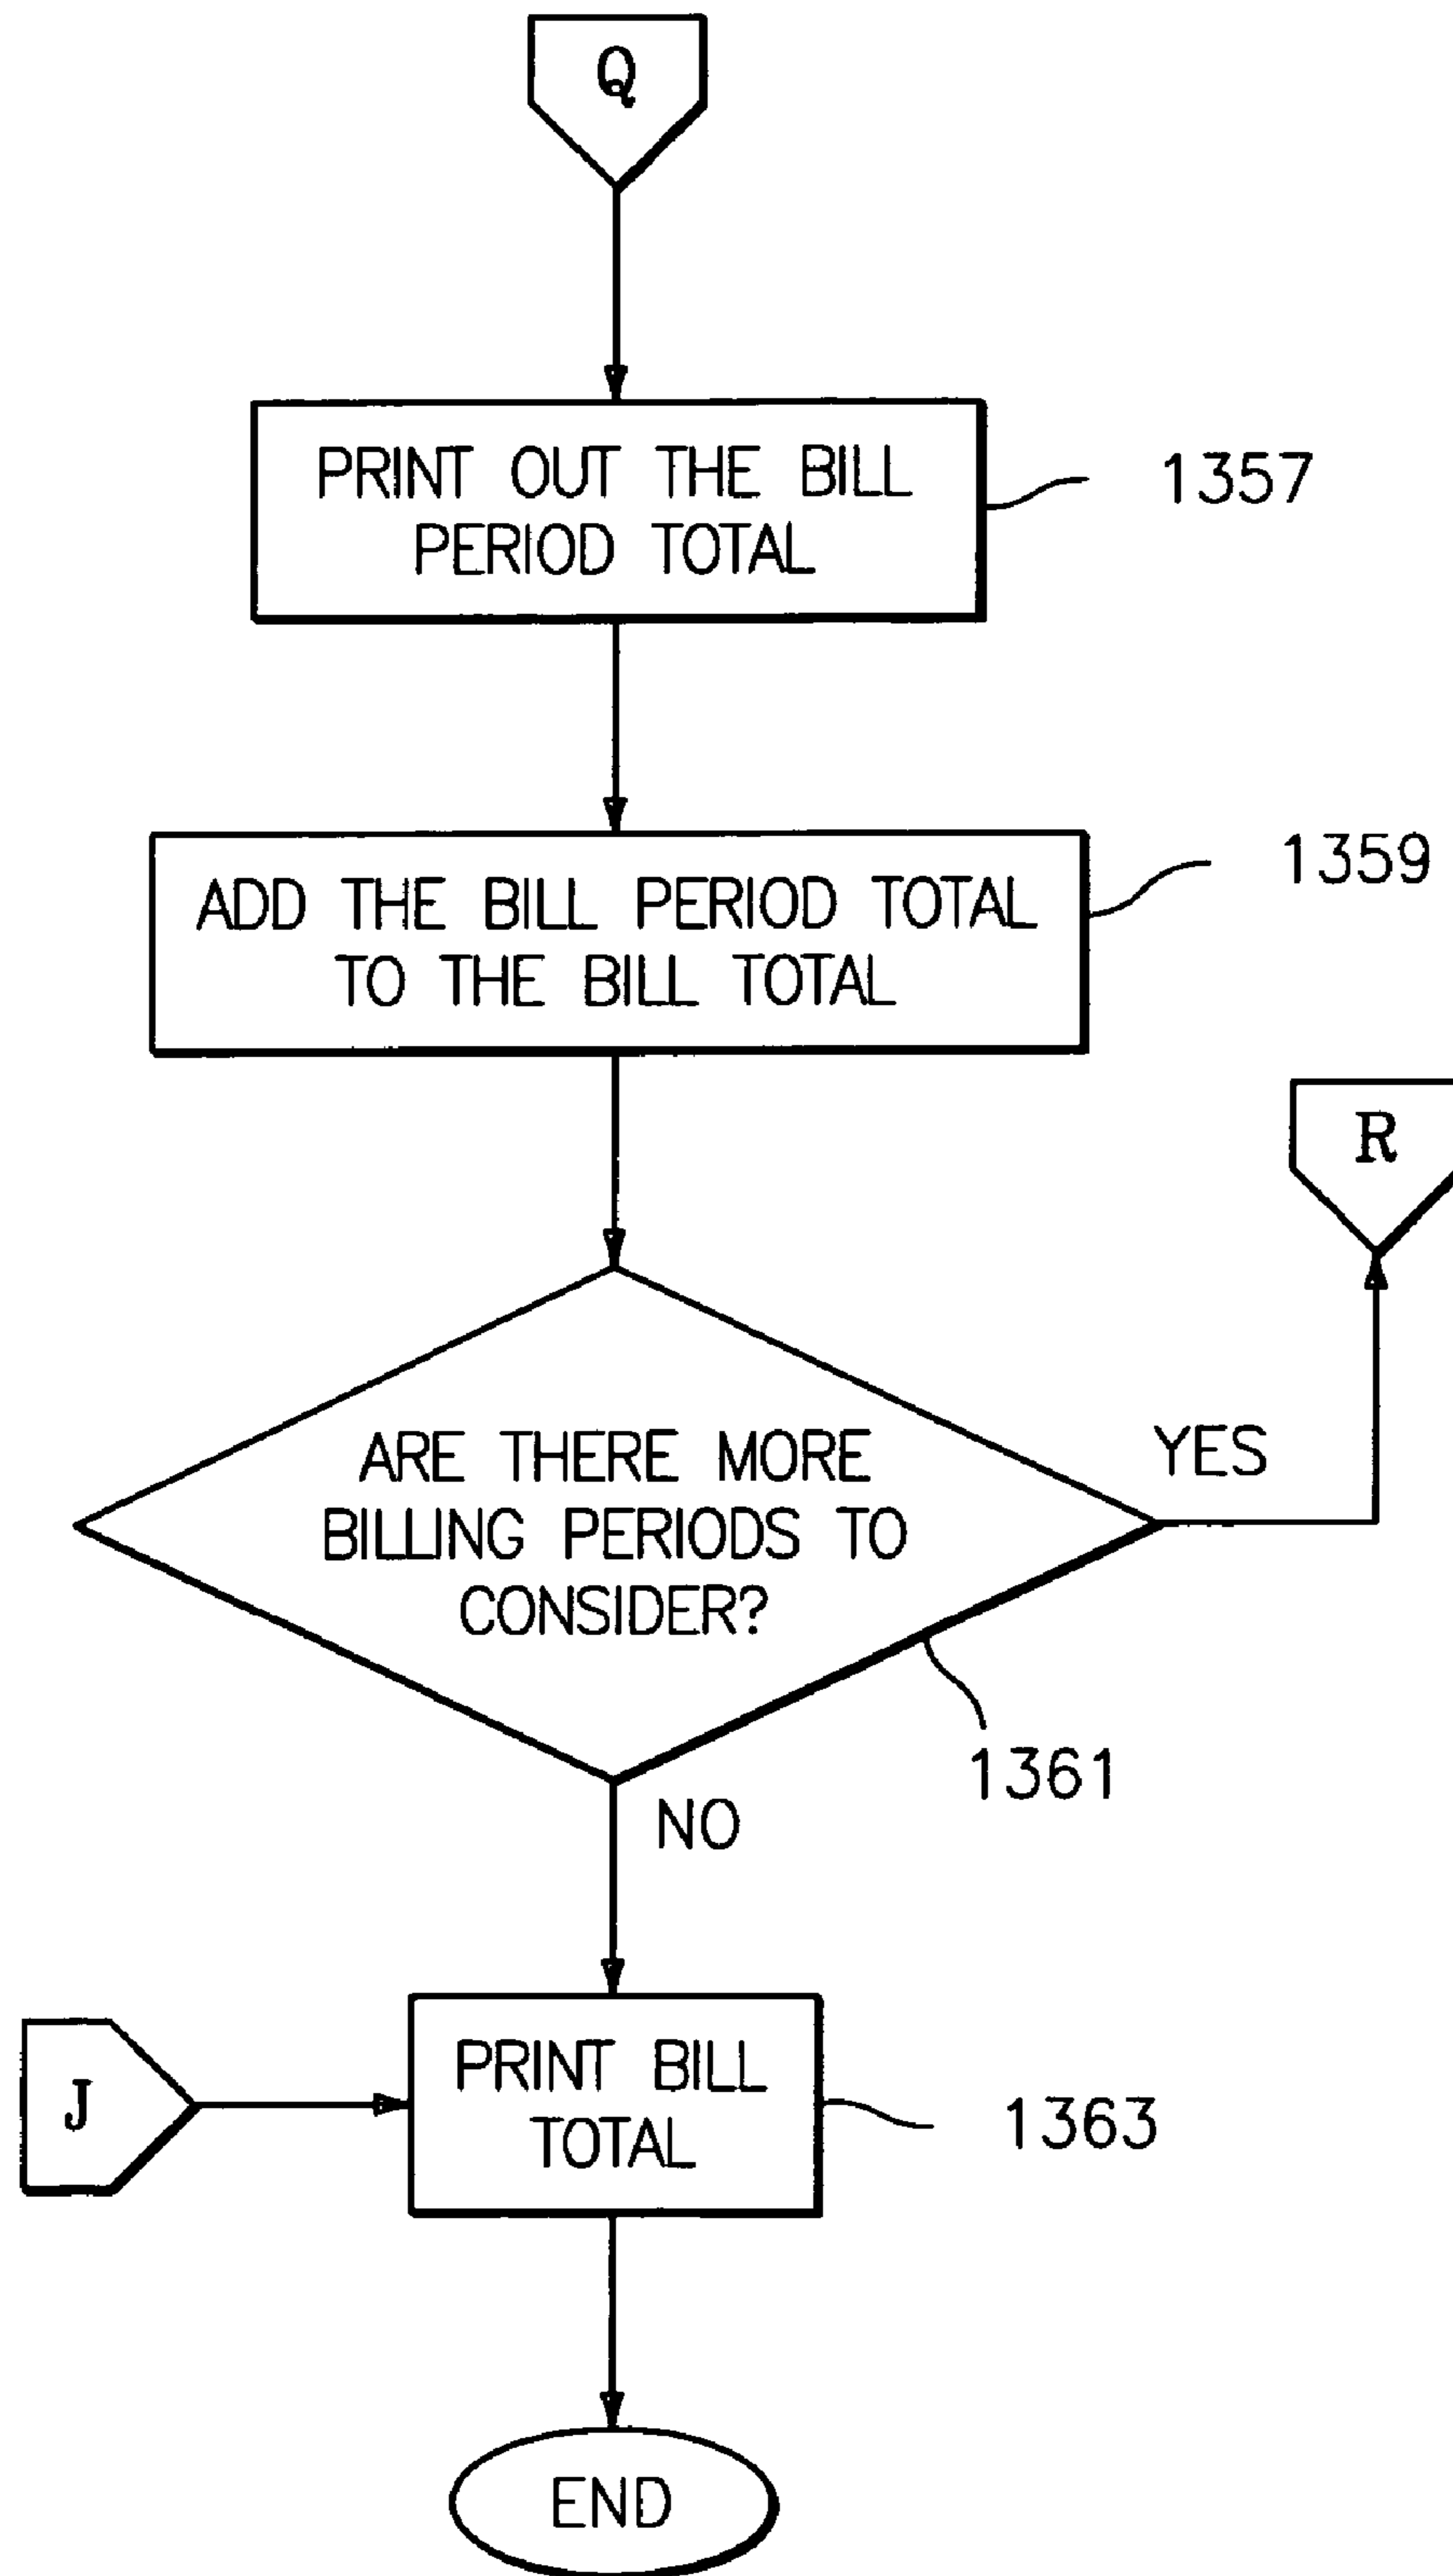 Q
PRINT OUT THE BILL
PERIOD TOTAL
1357
ADD THE BILL PERIOD TOTAL
TO THE BILL TOTAL
1359
R
ARE THERE MORE
BILLING PERIODS TO
CONSIDER?
YES
1361
NO
J
PRINT BILL
TOTAL
1363
END